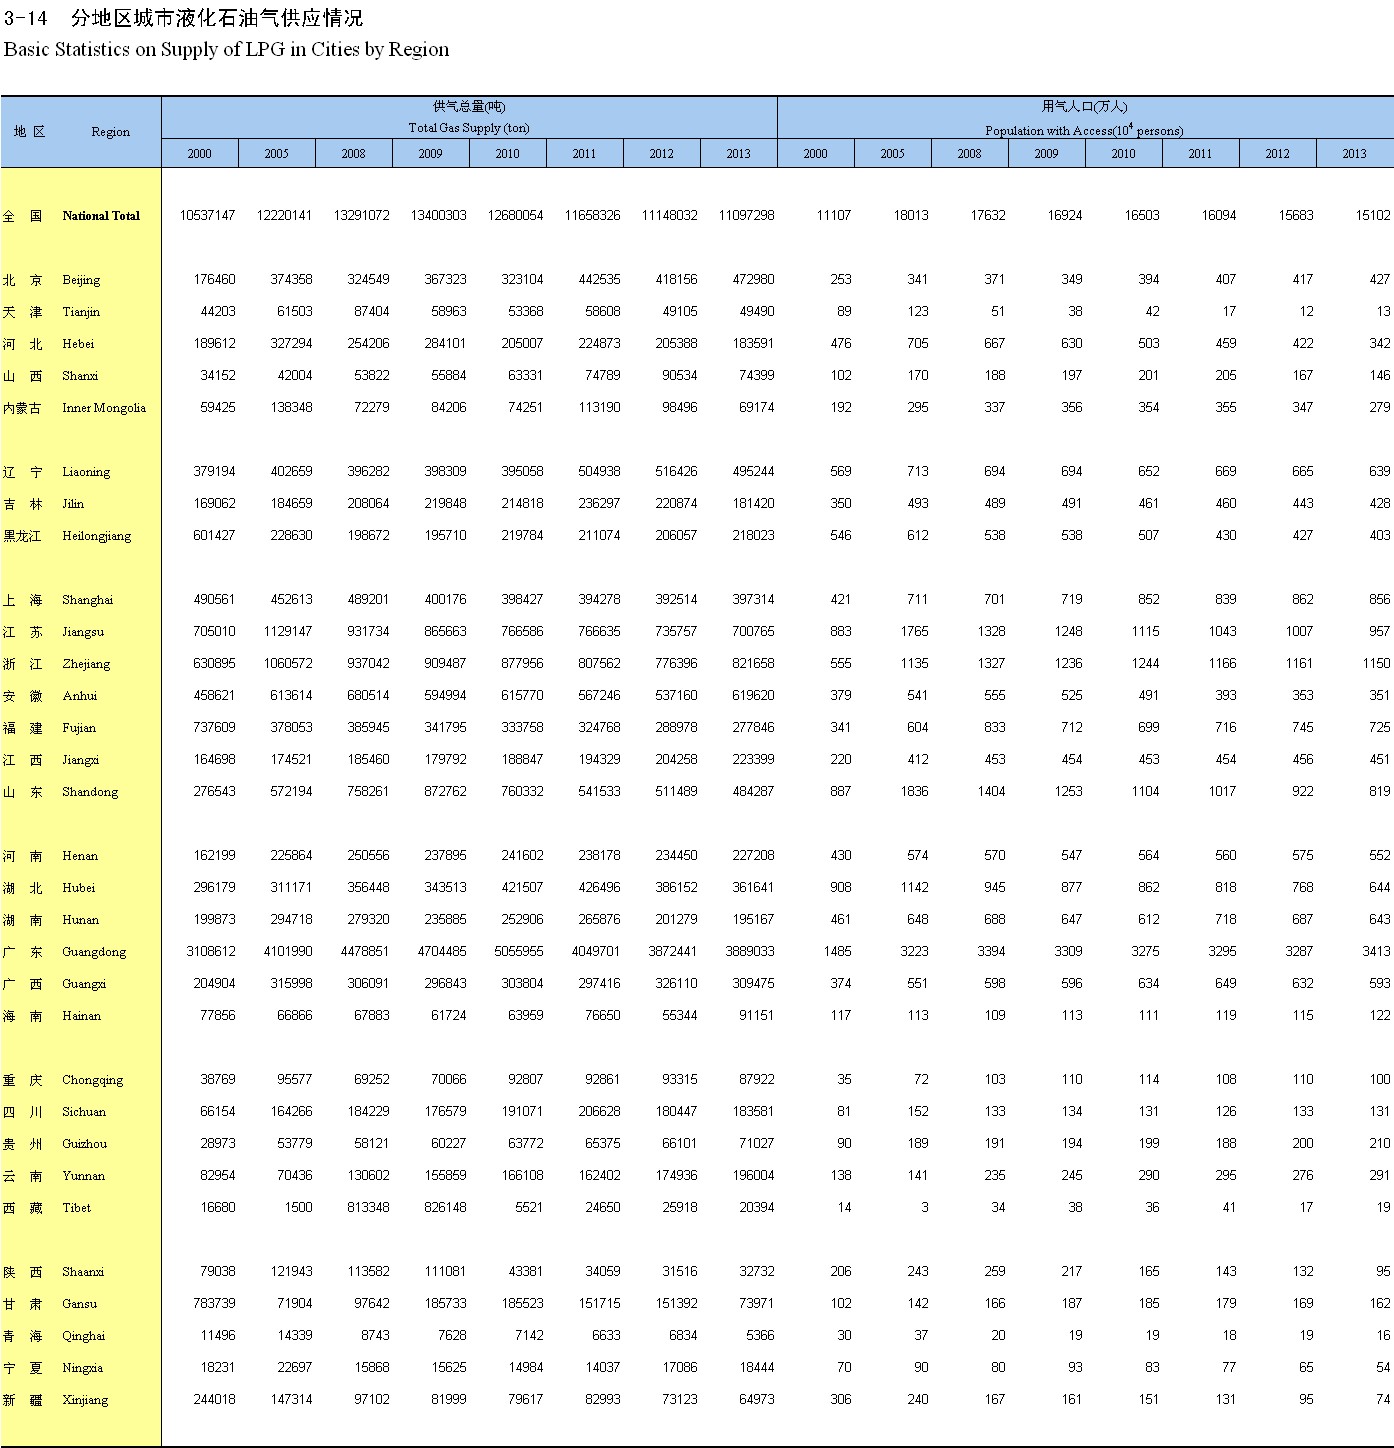 3-14 分地区城市液化石油气供应情况
Basic Statistics on Supply of LPG in Cities by Region
地 区 Region 供气总量(吨) 用气人口(万人)
Total Gas Supply (ton) Population with Access(10⁴ persons)
2000 2005 2008 2009 2010 2011 2012 2013 2000 2005 2008 2009 2010 2011 2012 2013
全 国 National Total 10537147 12220141 13291072 13400303 12680054 11658326 11148032 11097298 11107 18013 17632 16924 16503 16094 15683 15102
北 京 Beijing 176460 374358 324549 367323 323104 442535 418156 472980 253 341 371 349 394 407 417 427
天 津 Tianjin 44203 61503 87404 58963 53368 58608 49105 49490 89 123 51 38 42 17 12 13
河 北 Hebei 189612 327294 254206 284101 205007 224873 205388 183591 476 705 667 630 503 459 422 342
山 西 Shanxi 34152 42004 53822 55884 63331 74789 90534 74399 102 170 188 197 201 205 167 146
内蒙古 Inner Mongolia 59425 138348 72279 84206 74251 113190 98496 69174 192 295 337 356 354 355 347 279
辽 宁 Liaoning 379194 402659 396282 398309 395058 504938 516426 495244 569 713 694 694 652 669 665 639
吉 林 Jilin 169062 184659 208064 219848 214818 236297 220874 181420 350 493 489 491 461 460 443 428
黑龙江 Heilongjiang 601427 228630 198672 195710 219784 211074 206057 218023 546 612 538 538 507 430 427 403
上 海 Shanghai 490561 452613 489201 400176 398427 394278 392514 397314 421 711 701 719 852 839 862 856
江 苏 Jiangsu 705010 1129147 931734 865663 766586 766635 735757 700765 883 1765 1328 1248 1115 1043 1007 957
浙 江 Zhejiang 630895 1060572 937042 909487 877956 807562 776396 821658 555 1135 1327 1236 1244 1166 1161 1150
安 徽 Anhui 458621 613614 680514 594994 615770 567246 537160 619620 379 541 555 525 491 393 353 351
福 建 Fujian 737609 378053 385945 341795 333758 324768 288978 277846 341 604 833 712 699 716 745 725
江 西 Jiangxi 164698 174521 185460 179792 188847 194329 204258 223399 220 412 453 454 453 454 456 451
山 东 Shandong 276543 572194 758261 872762 760332 541533 511489 484287 887 1836 1404 1253 1104 1017 922 819
河 南 Henan 162199 225864 250556 237895 241602 238178 234450 227208 430 574 570 547 564 560 575 552
湖 北 Hubei 296179 311171 356448 343513 421507 426496 386152 361641 908 1142 945 877 862 818 768 644
湖 南 Hunan 199873 294718 279320 235885 252906 265876 201279 195167 461 648 688 647 612 718 687 643
广 东 Guangdong 3108612 4101990 4478851 4704485 5055955 4049701 3872441 3889033 1485 3223 3394 3309 3275 3295 3287 3413
广 西 Guangxi 204904 315998 306091 296843 303804 297416 326110 309475 374 551 598 596 634 649 632 593
海 南 Hainan 77856 66866 67883 61724 63959 76650 55344 91151 117 113 109 113 111 119 115 122
重 庆 Chongqing 38769 95577 69252 70066 92807 92861 93315 87922 35 72 103 110 114 108 110 100
四 川 Sichuan 66154 164266 184229 176579 191071 206628 180447 183581 81 152 133 134 131 126 133 131
贵 州 Guizhou 28973 53779 58121 60227 63772 65375 66101 71027 90 189 191 194 199 188 200 210
云 南 Yunnan 82954 70436 130602 155859 166108 162402 174936 196004 138 141 235 245 290 295 276 291
西 藏 Tibet 16680 1500 813348 826148 5521 24650 25918 20394 14 3 34 38 36 41 17 19
陕 西 Shaanxi 79038 121943 113582 111081 43381 34059 31516 32732 206 243 259 217 165 143 132 95
甘 肃 Gansu 783739 71904 97642 185733 185523 151715 151392 73971 102 142 166 187 185 179 169 162
青 海 Qinghai 11496 14339 8743 7628 7142 6633 6834 5366 30 37 20 19 19 18 19 16
宁 夏 Ningxia 18231 22697 15868 15625 14984 14037 17086 18444 70 90 80 93 83 77 65 54
新 疆 Xinjiang 244018 147314 97102 81999 79617 82993 73123 64973 306 240 167 161 151 131 95 74